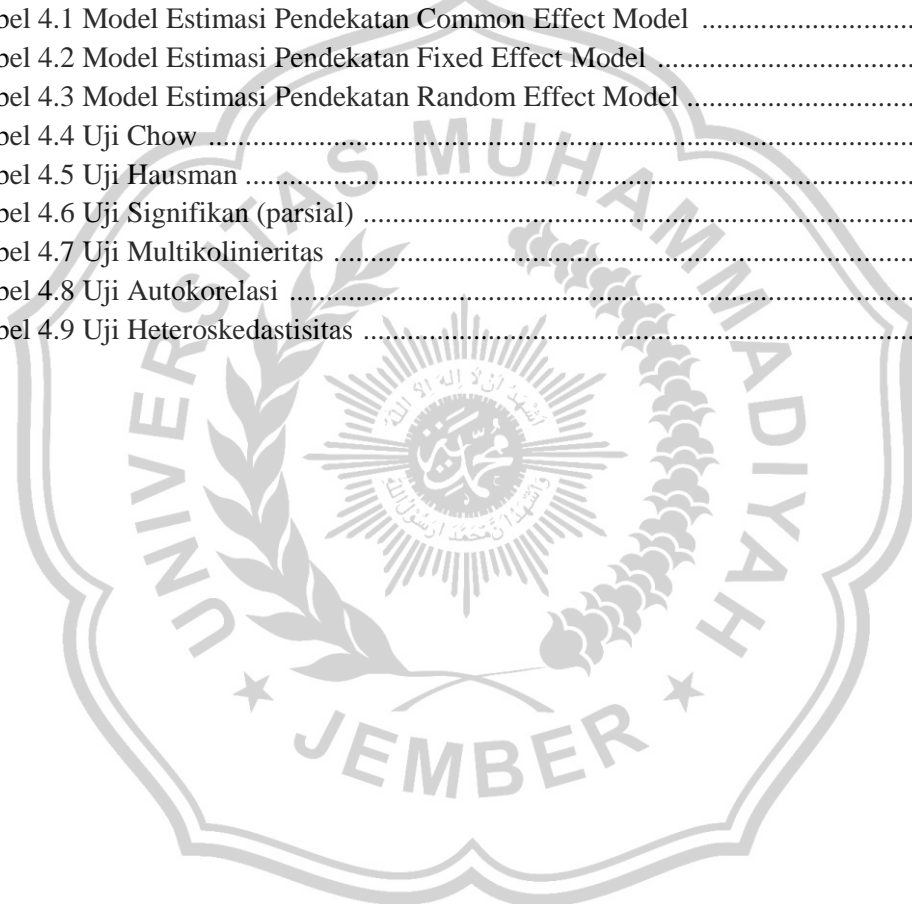 bel 4.1 Model Estimasi Pendekatan Common Effect Model ................................
bel 4.2 Model Estimasi Pendekatan Fixed Effect Model ................................
bel 4.3 Model Estimasi Pendekatan Random Effect Model ................................
bel 4.4 Uji Chow ................................
bel 4.5 Uji Hausman ................................
bel 4.6 Uji Signifikan (parsial) ................................
bel 4.7 Uji Multikolinieritas ................................
bel 4.8 Uji Autokorelasi ................................
bel 4.9 Uji Heteroskedastisitas ................................
UNIVERSITAS MUHAMMADIYAH
JEMBER
محمد